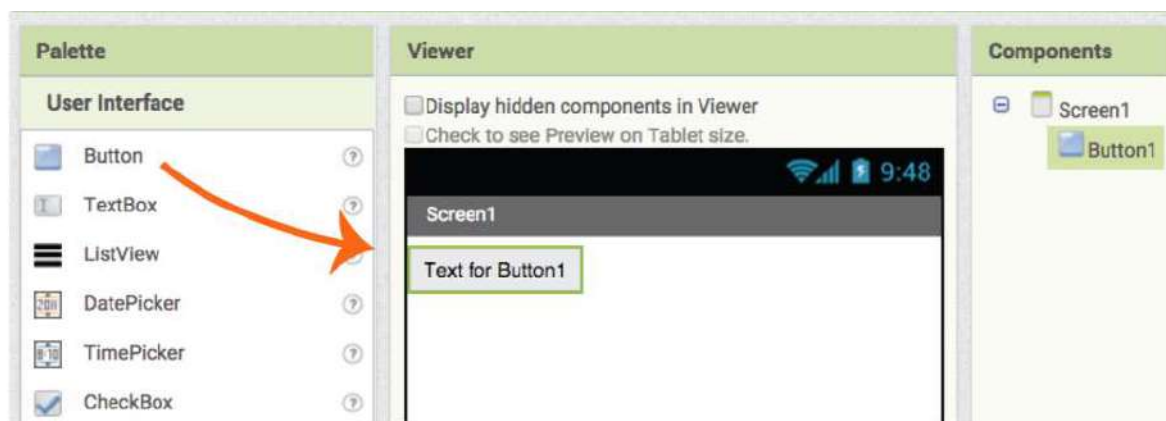 Palette
User Interface
Button
TextBox
ListView
DatePicker
TimePicker
CheckBox
Viewer
Display hidden components in Viewer
Check to see Preview on Tablet size.
9:48
Screen1
Text for Button1
Components
Screen1
Button1